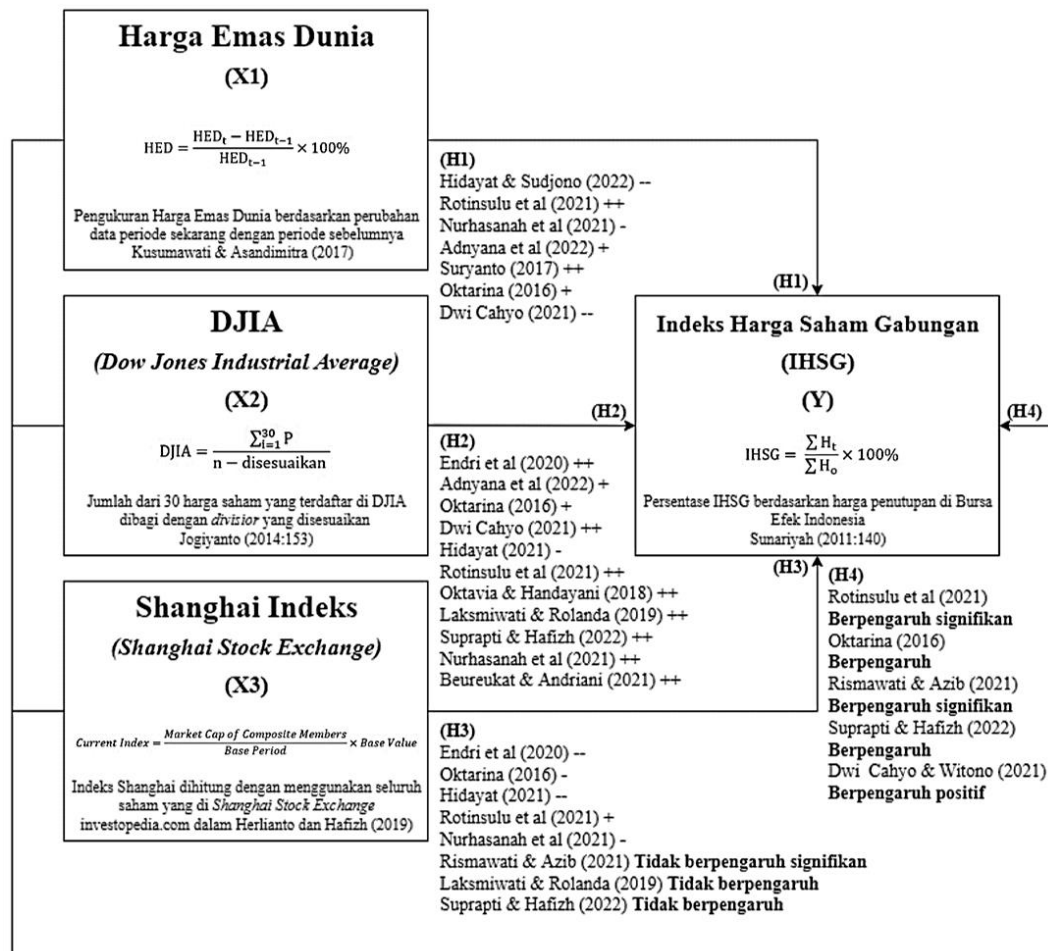 Harga Emas Dunia
(X1)
HED = (HED_t − HED_{t−1}) / HED_{t−1} × 100%
Pengukuran Harga Emas Dunia berdasarkan perubahan
data periode sekarang dengan periode sebelumnya
Kusumawati & Asandimitra (2017)
(H1)
Hidayat & Sudjono (2022) --
Rotinsulu et al (2021) ++
Nurhasanah et al (2021) -
Adnyana et al (2022) +
Suryanto (2017) ++
Oktarina (2016) +
Dwi Cahyo (2021) --
(H1)
DJIA
(Dow Jones Industrial Average)
(X2)
DJIA = ∑_{i=1}^{30} P / n − disesuaikan
Jumlah dari 30 harga saham yang terdaftar di DJIA
dibagi dengan divisior yang disesuaikan
Jogiyanto (2014:153)
(H2)
(H2)
Endri et al (2020) ++
Adnyana et al (2022) +
Oktarina (2016) +
Dwi Cahyo (2021) ++
Hidayat (2021) -
Rotinsulu et al (2021) ++
Oktavia & Handayani (2018) ++
Laksmiwati & Rolanda (2019) ++
Suprapti & Hafizh (2022) ++
Nurhasanah et al (2021) ++
Beureukat & Andriani (2021) ++
Indeks Harga Saham Gabungan
(IHSG)
(Y)
IHSG = ∑ H_t / ∑ H_o × 100%
Persentase IHSG berdasarkan harga penutupan di Bursa
Efek Indonesia
Sunariyah (2011:140)
(H4)
(H3)
Shanghai Indeks
(Shanghai Stock Exchange)
(X3)
Current Index = Market Cap of Composite Members / Base Period × Base Value
Indeks Shanghai dihitung dengan menggunakan seluruh
saham yang di Shanghai Stock Exchange
investopedia.com dalam Herlianto dan Hafizh (2019)
(H3)
Endri et al (2020) --
Oktarina (2016) -
Hidayat (2021) --
Rotinsulu et al (2021) +
Nurhasanah et al (2021) -
Rismawati & Azib (2021) Tidak berpengaruh signifikan
Laksmiwati & Rolanda (2019) Tidak berpengaruh
Suprapti & Hafizh (2022) Tidak berpengaruh
(H4)
Rotinsulu et al (2021)
Berpengaruh signifikan
Oktarina (2016)
Berpengaruh
Rismawati & Azib (2021)
Berpengaruh signifikan
Suprapti & Hafizh (2022)
Berpengaruh
Dwi Cahyo & Witono (2021)
Berpengaruh positif